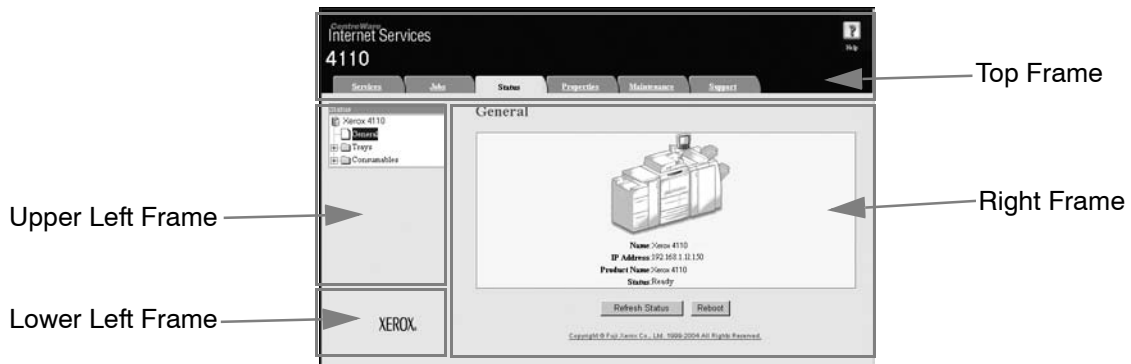 CentreWare
Internet Services
4110
Help
Services Jobs Status Properties Maintenance Support
Top Frame
Status
Xerox 4110
General
Trays
Consumables
General
Upper Left Frame
Right Frame
Name:Xerox 4110
IP Address:192.168.1.12.150
Product Name:Xerox 4110
Status:Ready
Refresh Status Reboot
Lower Left Frame
XEROX.
Copyright © Fuji Xerox Co., Ltd. 1999-2004 All Rights Reserved.